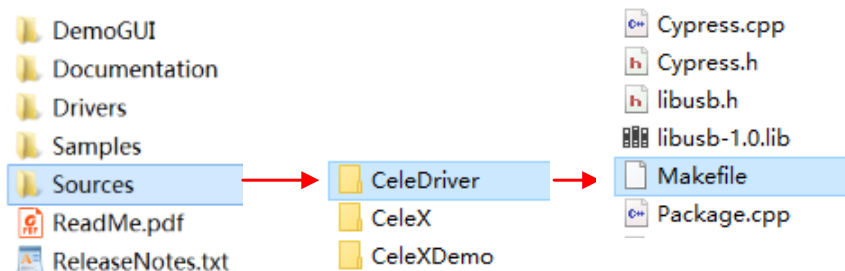 DemoGUI
Documentation
Drivers
Samples
Sources
ReadMe.pdf
ReleaseNotes.txt
CeleDriver
CeleX
CeleXDemo
Cypress.cpp
Cypress.h
libusb.h
libusb-1.0.lib
Makefile
Package.cpp